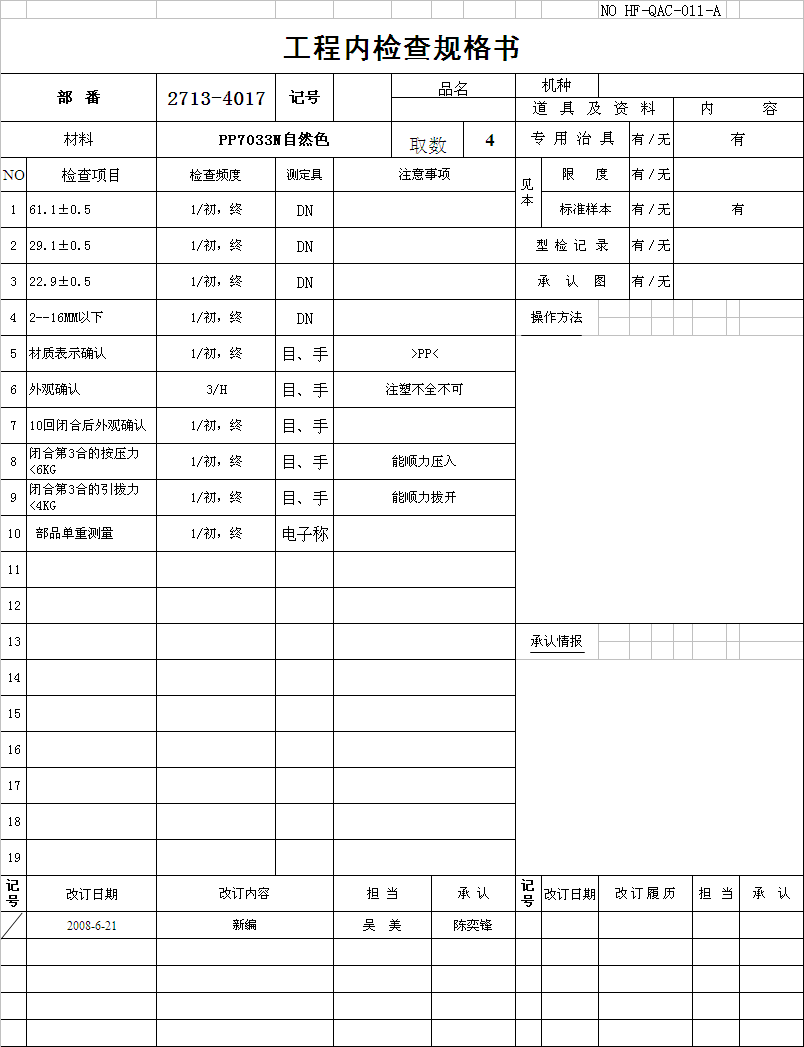 NO HF-QAC-011-A
工程内检查规格书
部 番 2713-4017 记号 品名 机种
道 具 及 资 料 内 容
材料 PP7033N自然色 取数 4 专 用 治 具 有/无 有
NO 检查项目 检查频度 测定具 注意事项 见本 限 度 有/无
1 61.1±0.5 1/初，终 DN 标准样本 有/无 有
2 29.1±0.5 1/初，终 DN 型 检 记 录 有/无
3 22.9±0.5 1/初，终 DN 承 认 图 有/无
4 2--16MM以下 1/初，终 DN 操作方法
5 材质表示确认 1/初，终 目、手 >PP<
6 外观确认 3/H 目、手 注塑不全不可
7 10回闭合后外观确认 1/初，终 目、手
8 闭合第3合的按压力<6KG 1/初，终 目、手 能顺力压入
9 闭合第3合的引拨力<4KG 1/初，终 目、手 能顺力拨开
10 部品单重测量 1/初，终 电子称
11
12
13 承认情报
14
15
16
17
18
19
记号 改订日期 改订内容 担 当 承 认 记号 改订日期 改 订 履 历 担 当 承 认
2008-6-21 新编 吴 美 陈奕锋